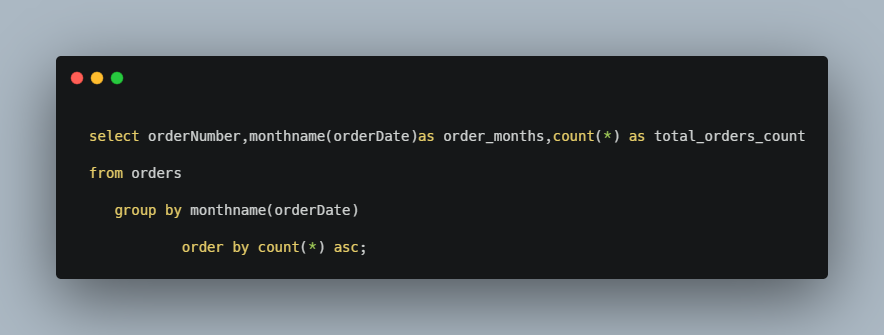 select orderNumber,monthname(orderDate)as order_months,count(*) as total_orders_count
from orders
group by monthname(orderDate)
order by count(*) asc;